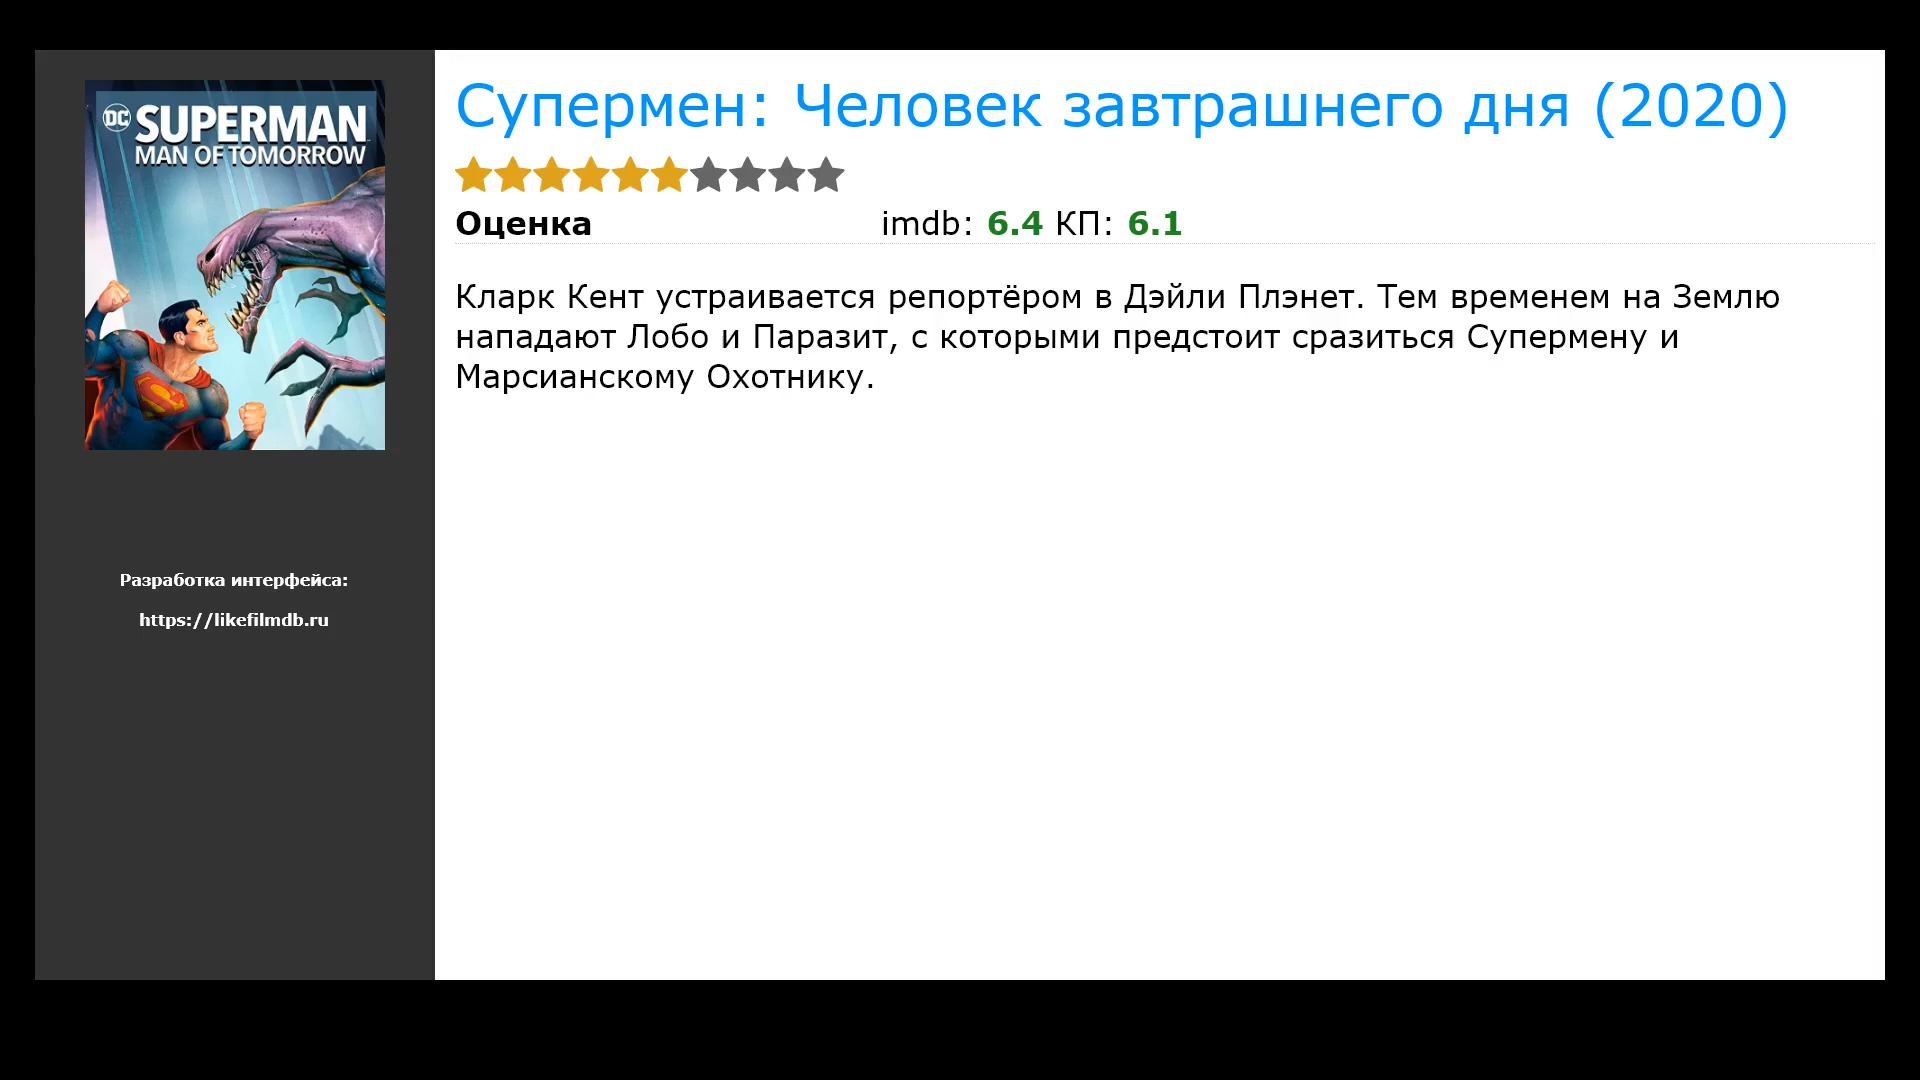 DC SUPERMAN
MAN OF TOMORROW
Супермен: Человек завтрашнего дня (2020)
Оценка imdb: 6.4 КП: 6.1
Кларк Кент устраивается репортёром в Дэйли Плэнет. Тем временем на Землю
нападают Лобо и Паразит, с которыми предстоит сразиться Супермену и
Марсианскому Охотнику.
Разработка интерфейса:
https://likefilmdb.ru